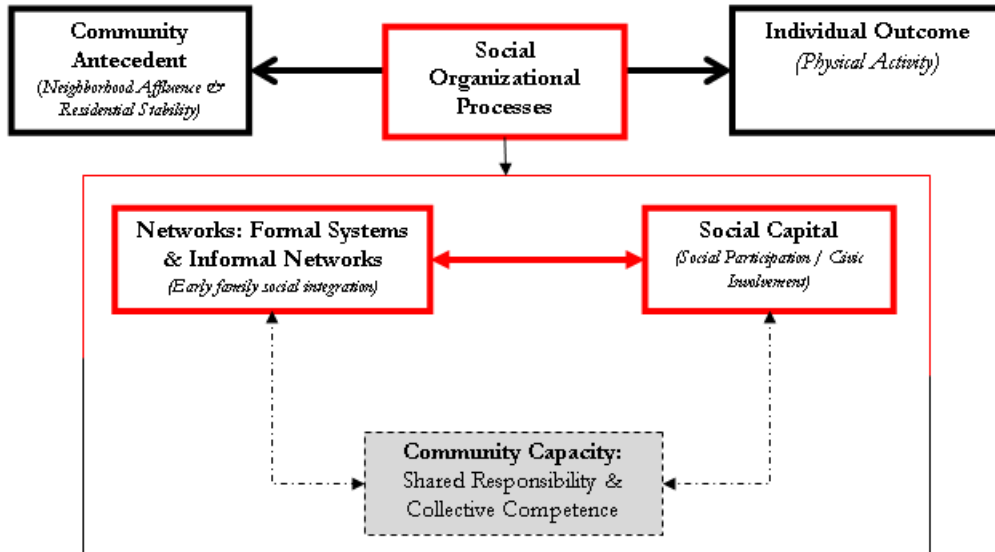 Community
Antecedent
(Neighborhood Affluence &
Residential Stability)
Social
Organizational
Processes
Individual Outcome
(Physical Activity)
Networks: Formal Systems
& Informal Networks
(Early family social integration)
Social Capital
(Social Participation / Civic
Involvement)
Community Capacity:
Shared Responsibility &
Collective Competence